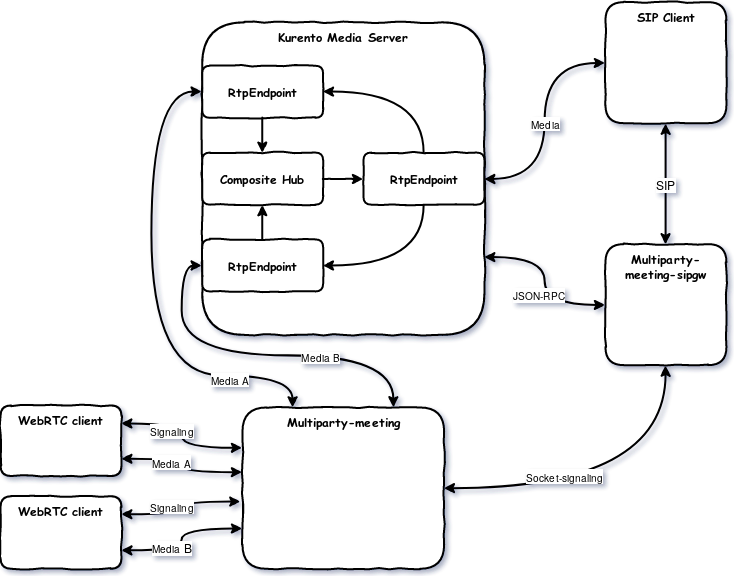 SIP Client
Kurento Media Server
RtpEndpoint
Media
Composite Hub
RtpEndpoint
SIP
RtpEndpoint
Multiparty-
meeting-sipgw
JSON-RPC
Media B
Media A
WebRTC client
Signaling
Media A
Multiparty-meeting
Socket-signaling
WebRTC client
Signaling
Media B